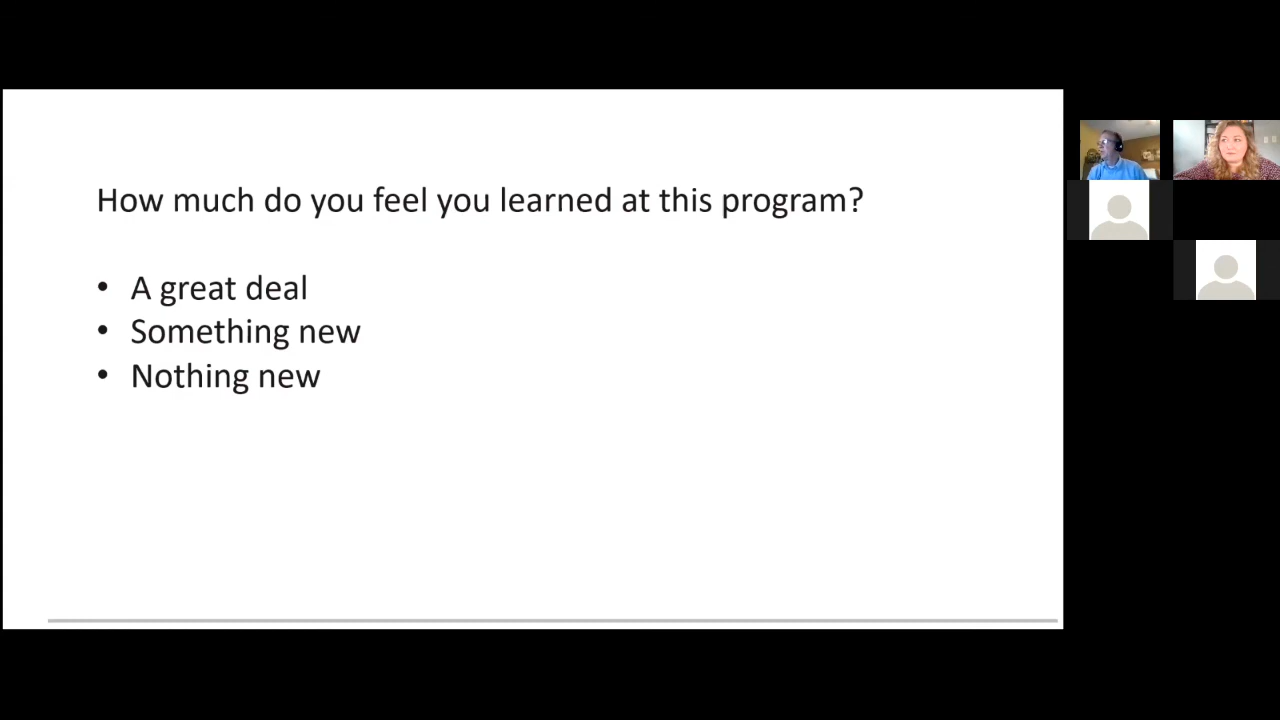 How much do you feel you learned at this program?
• A great deal
• Something new
• Nothing new